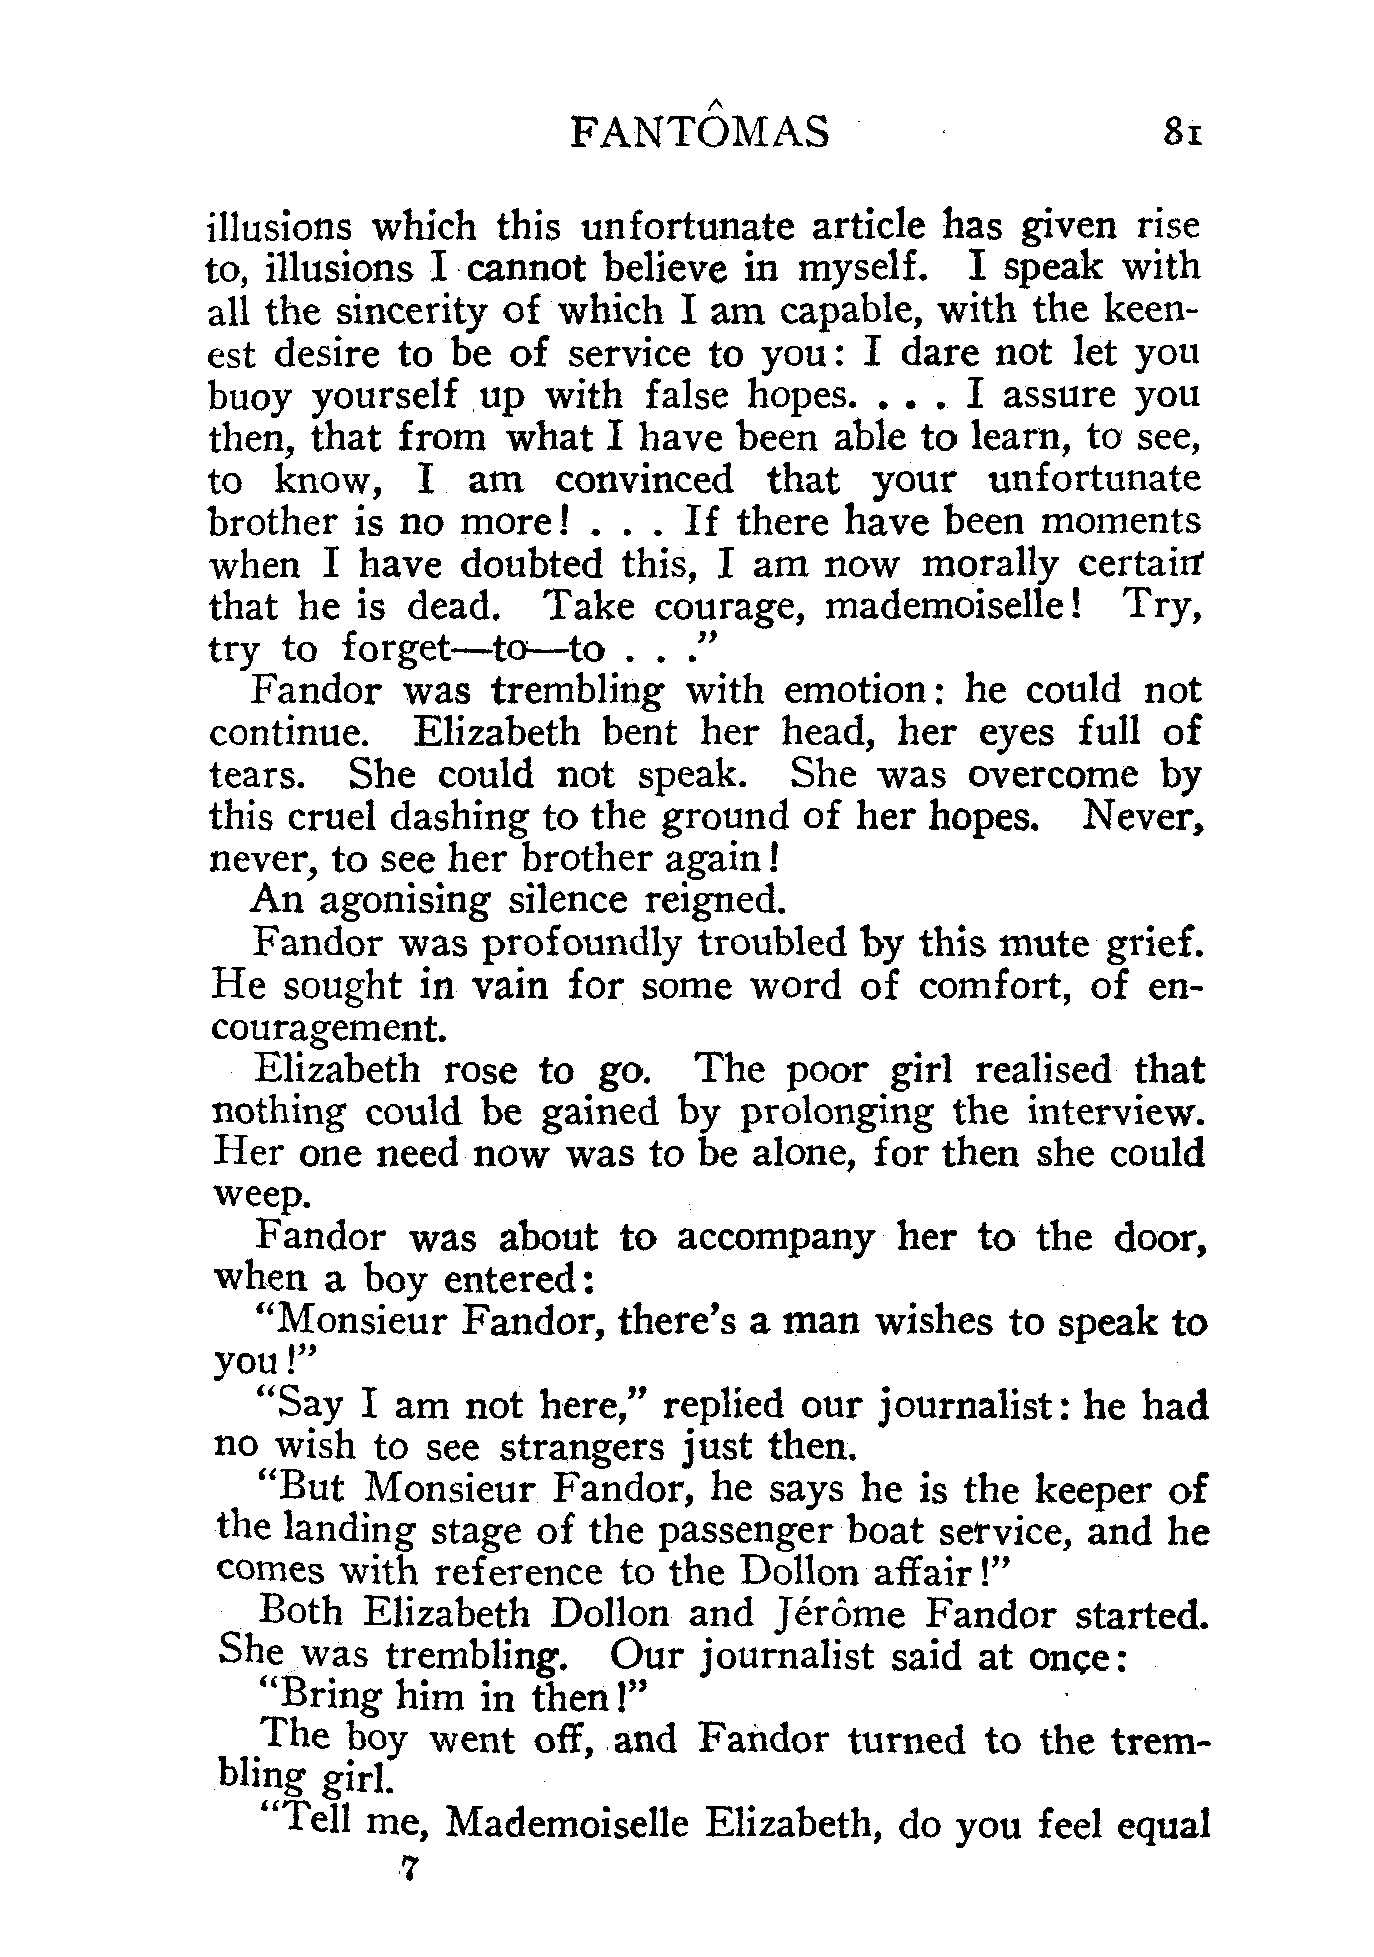 FANTÔMAS 81
illusions which this unfortunate article has given rise
to, illusions I cannot believe in myself. I speak with
all the sincerity of which I am capable, with the keen-
est desire to be of service to you: I dare not let you
buoy yourself up with false hopes. . . . I assure you
then, that from what I have been able to learn, to see,
to know, I am convinced that your unfortunate
brother is no more! . . . If there have been moments
when I have doubted this, I am now morally certain
that he is dead. Take courage, mademoiselle! Try,
try to forget—to—to . . ."
Fandor was trembling with emotion: he could not
continue. Elizabeth bent her head, her eyes full of
tears. She could not speak. She was overcome by
this cruel dashing to the ground of her hopes. Never,
never, to see her brother again!
An agonising silence reigned.
Fandor was profoundly troubled by this mute grief.
He sought in vain for some word of comfort, of en-
couragement.
Elizabeth rose to go. The poor girl realised that
nothing could be gained by prolonging the interview.
Her one need now was to be alone, for then she could
weep.
Fandor was about to accompany her to the door,
when a boy entered:
"Monsieur Fandor, there's a man wishes to speak to
you!"
"Say I am not here," replied our journalist: he had
no wish to see strangers just then.
"But Monsieur Fandor, he says he is the keeper of
the landing stage of the passenger boat service, and he
comes with reference to the Dollon affair!"
Both Elizabeth Dollon and Jérôme Fandor started.
She was trembling. Our journalist said at once:
"Bring him in then!"
The boy went off, and Fandor turned to the trem-
bling girl.
"Tell me, Mademoiselle Elizabeth, do you feel equal
7